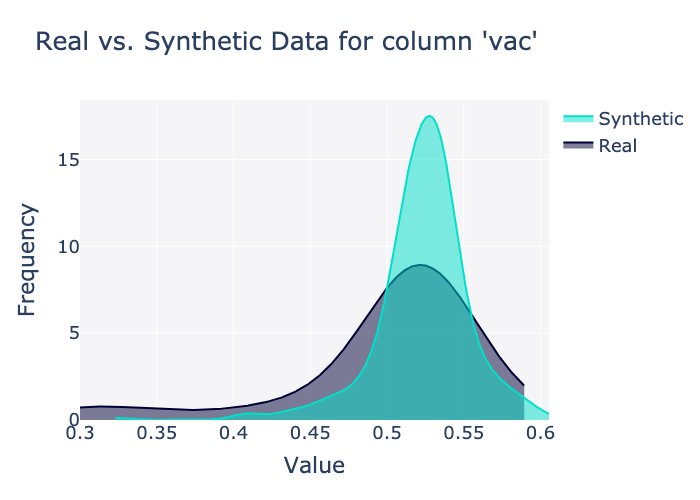 Real vs. Synthetic Data for column 'vac'
Synthetic
Real
Frequency
15
10
5
0
0.3 0.35 0.4 0.45 0.5 0.55 0.6
Value